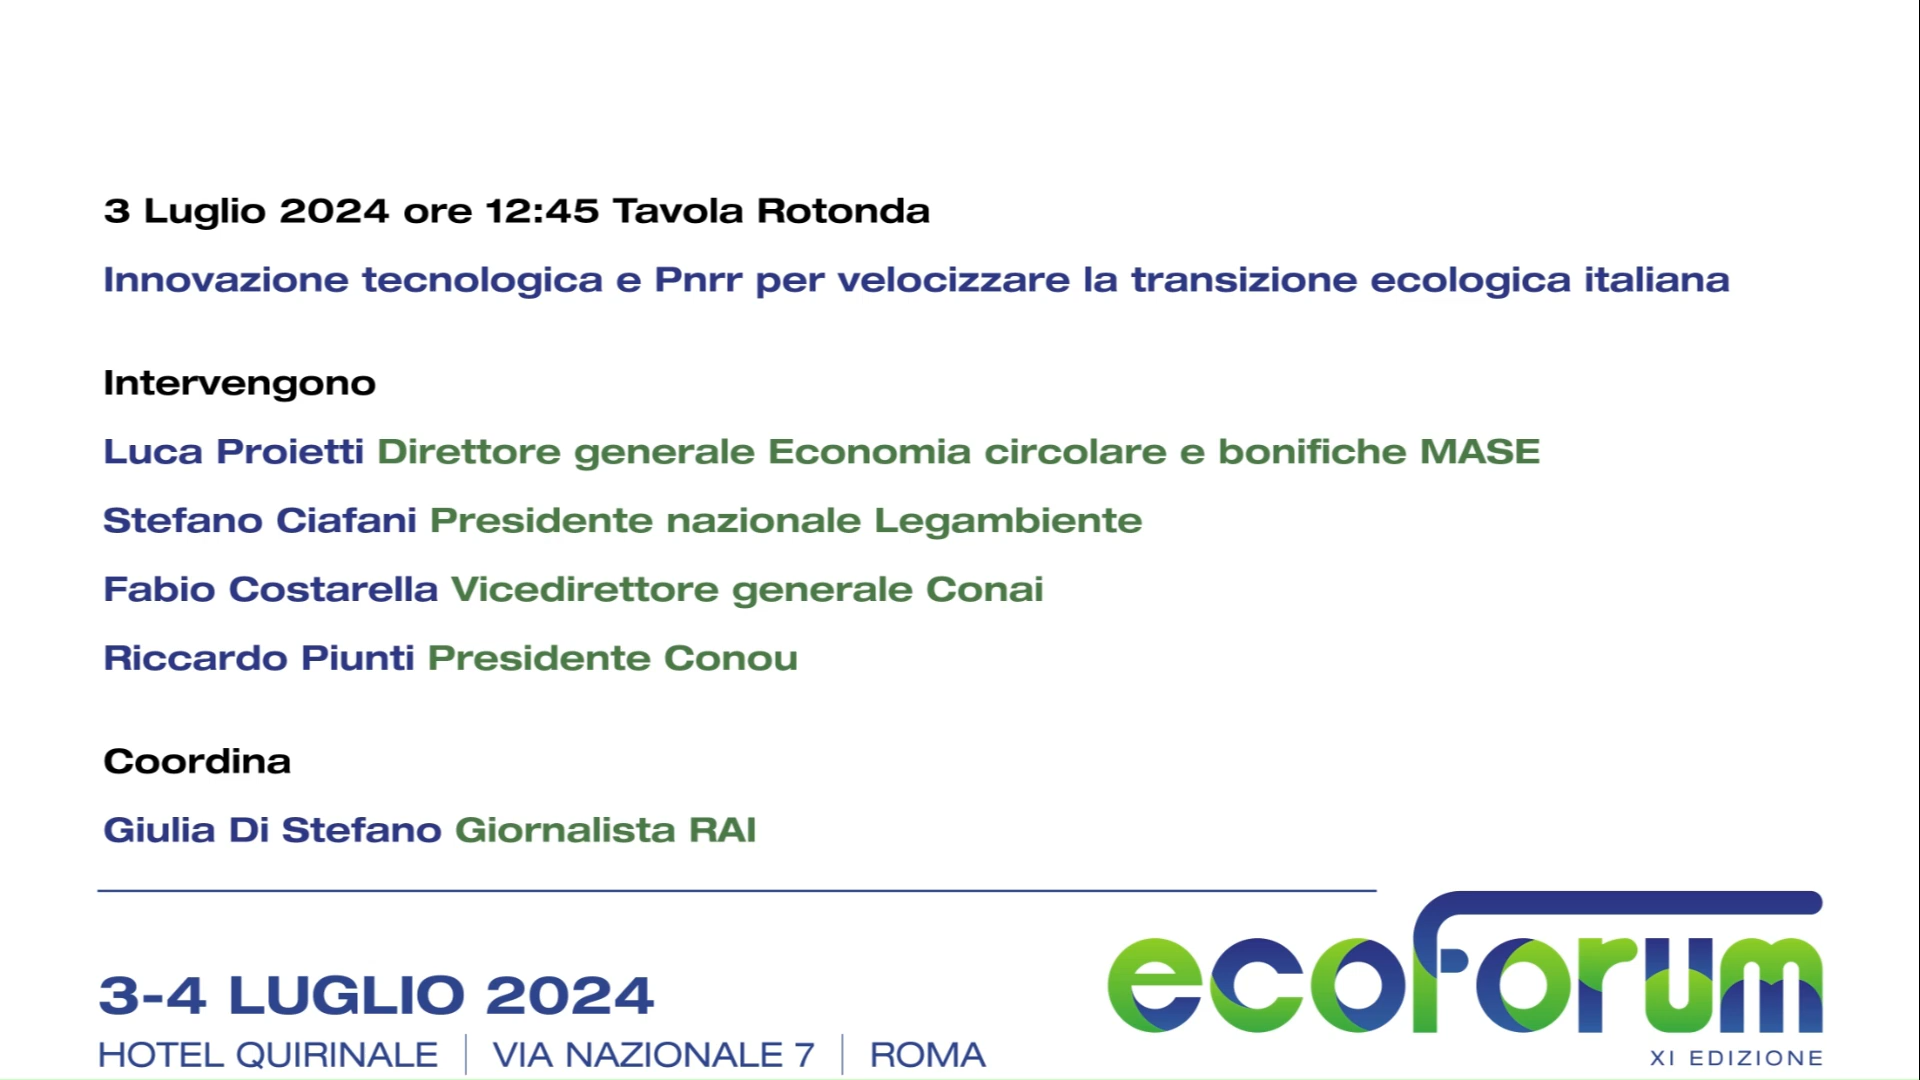 3 Luglio 2024 ore 12:45 Tavola Rotonda
Innovazione tecnologica e Pnrr per velocizzare la transizione ecologica italiana
Intervengono
Luca Proietti Direttore generale Economia circolare e bonifiche MASE
Stefano Ciafani Presidente nazionale Legambiente
Fabio Costarella Vicedirettore generale Conai
Riccardo Piunti Presidente Conou
Coordina
Giulia Di Stefano Giornalista RAI
3-4 LUGLIO 2024
HOTEL QUIRINALE | VIA NAZIONALE 7 | ROMA
ecoforum
XI EDIZIONE